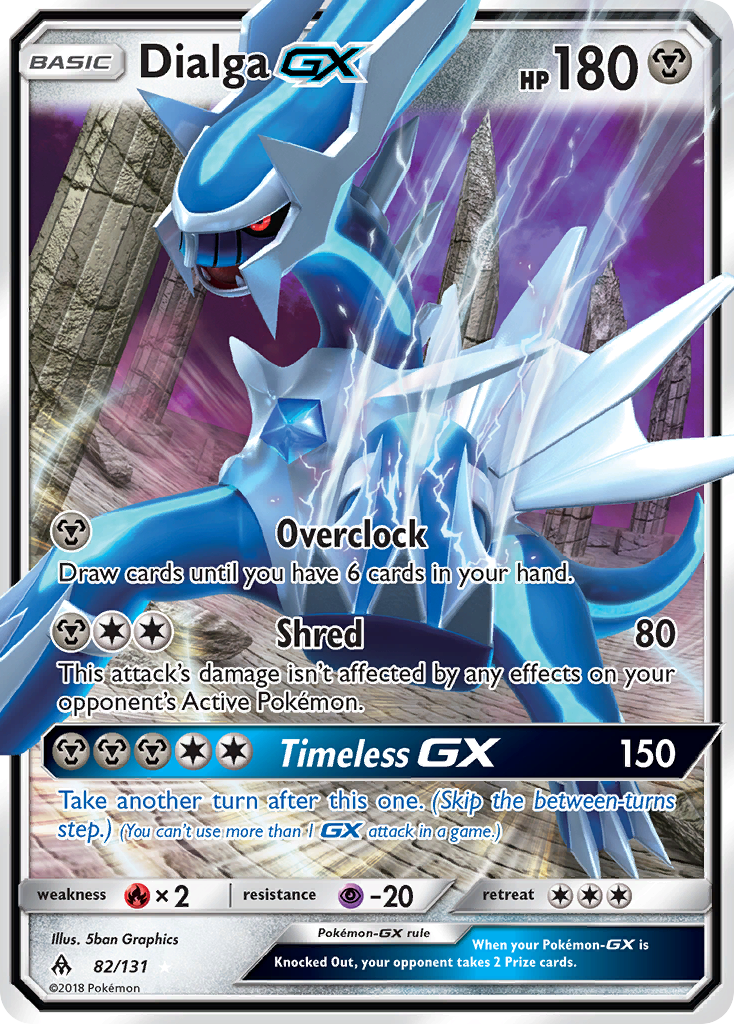 BASIC Dialga GX HP 180
Overclock
Draw cards until you have 6 cards in your hand.
Shred 80
This attack's damage isn't affected by any effects on your
opponent's Active Pokémon.
Timeless GX 150
Take another turn after this one. (Skip the between-turns
step.) (You can't use more than 1 GX attack in a game.)
weakness × 2 resistance -20 retreat
Illus. 5ban Graphics
82/131
©2018 Pokémon
Pokémon-GX rule
When your Pokémon-GX is
Knocked Out, your opponent takes 2 Prize cards.